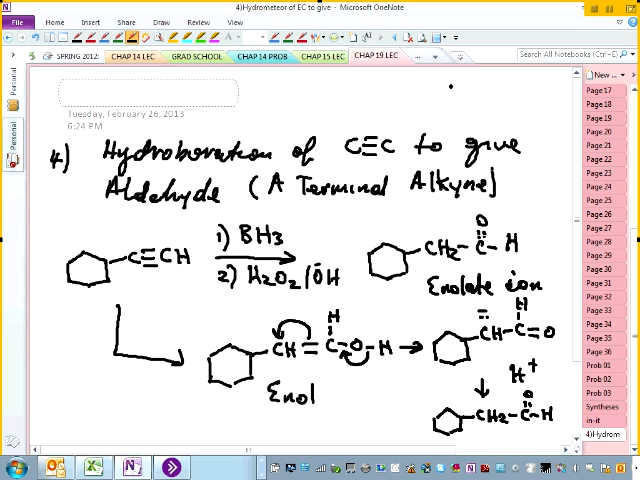 4)Hydrometeor of EC to give - Microsoft OneNote
File Home Insert Share Draw Review View
SPRING 2012: CHAP 14 LEC GRAD SCHOOL CHAP 14 PROB CHAP 15 LEC CHAP 19 LEC ... Search All Notebooks (Ctrl+E)
Personal
Personal
Tuesday, February 26, 2013
6:24 PM
4) Hydroboration of C≡C to give
Aldehyde (A Terminal Alkyne)
C≡CH
1) BH3
2) H2O2/ŌH
CH2-C-H
O
Enolate ion
CH=C-O-H
H
Enol
CH-C=O
H
H+
CH2-C-H
O
New ...
Page 17
Page 18
Page 19
Page 20
Page 21
Page 22
Page 23
Page 24
Page 25
Page 26
Page 27
Page 28
Page 29
Page 30
Page 31
Page 32
Page 33
Page 34
Page 35
Page 36
Prob 01
Prob 02
Prob 03
Syntheses
in-it
4)Hydrom